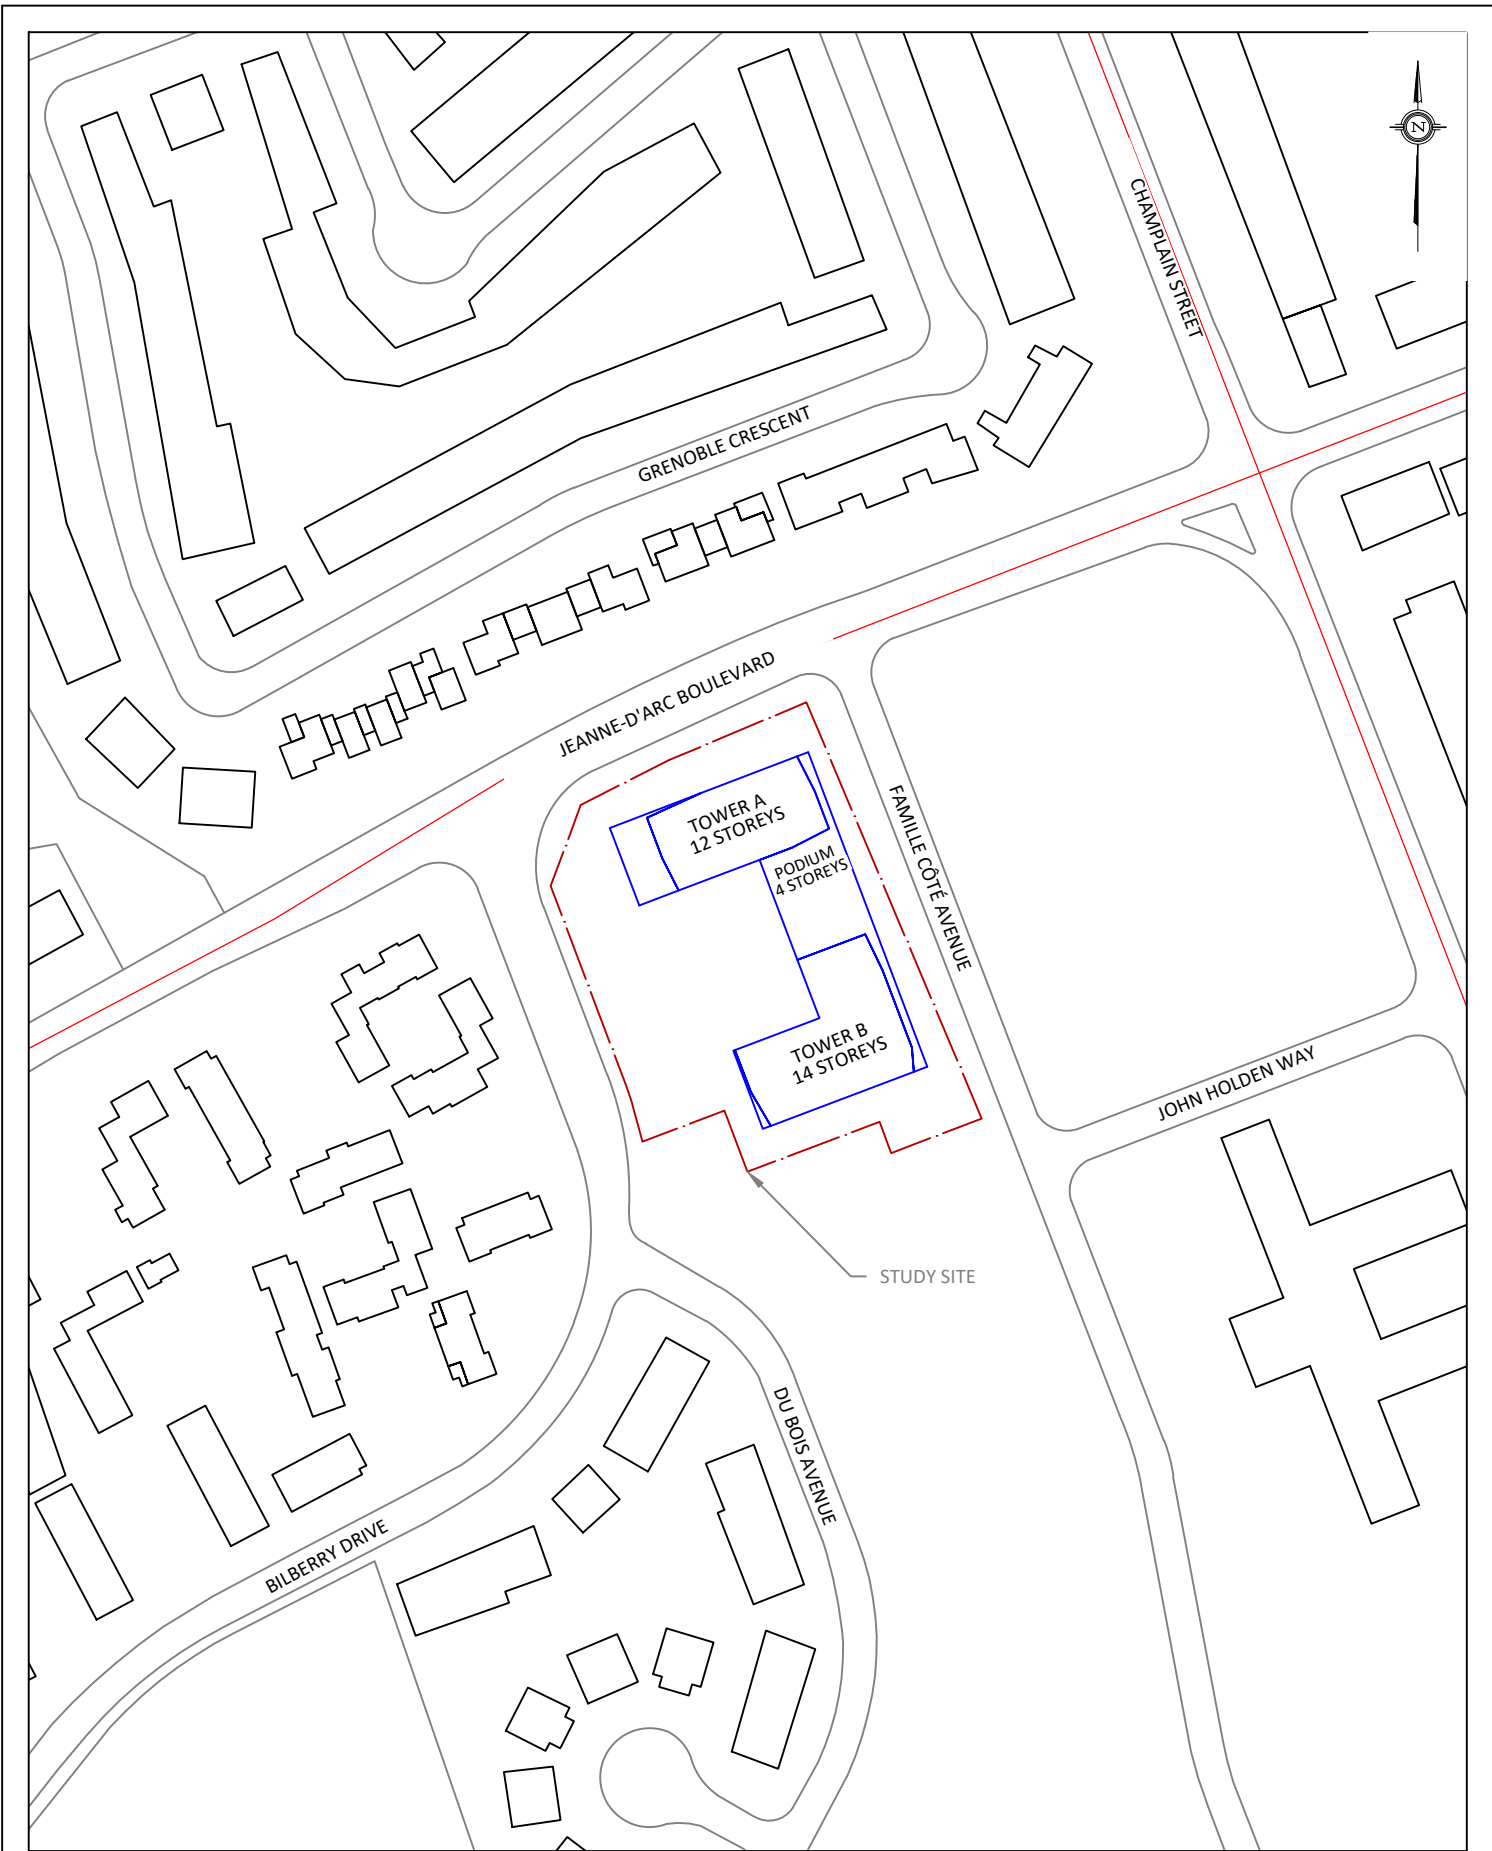 N
CHAMPLAIN STREET
GRENOBLE CRESCENT
JEANNE-D'ARC BOULEVARD
TOWER A
12 STOREYS
PODIUM
4 STOREYS
FAMILLE CÔTÉ AVENUE
TOWER B
14 STOREYS
JOHN HOLDEN WAY
STUDY SITE
DU BOIS AVENUE
BILBERRY DRIVE